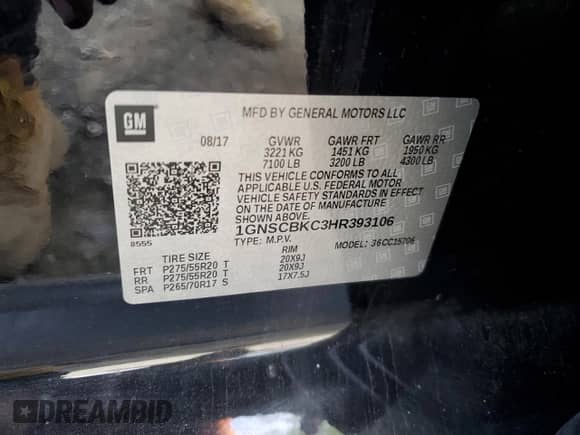 GM
MFD BY GENERAL MOTORS LLC
08/17 GVWR GAWR FRT GAWR RR
3221 KG 1451 KG 1950 KG
7100 LB 3200 LB 4300 LB
THIS VEHICLE CONFORMS TO ALL
APPLICABLE U.S. FEDERAL MOTOR
VEHICLE SAFETY STANDARDS IN EFFECT
ON THE DATE OF MANUFACTURE
SHOWN ABOVE.
1GNSCBKC3HR393106
8555
TYPE: M.P.V. MODEL: 36CC15706
TIRE SIZE RIM
FRT P275/55R20 T 20X9J
RR P275/55R20 T 20X9J
SPA P265/70R17 S 17X7.5J
DREAMBID